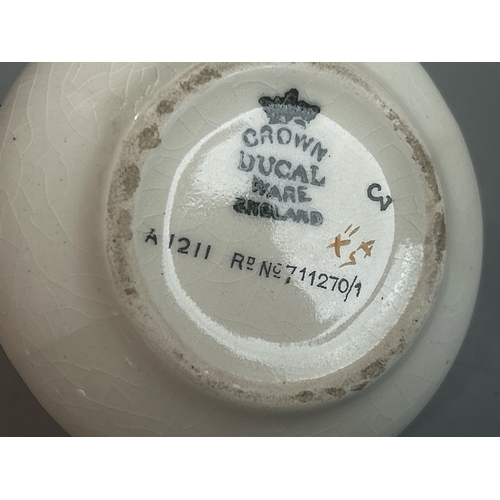 CROWN
DUCAL
WARE
ENGLAND
A 1211 Rᴰ Nº 711270/1